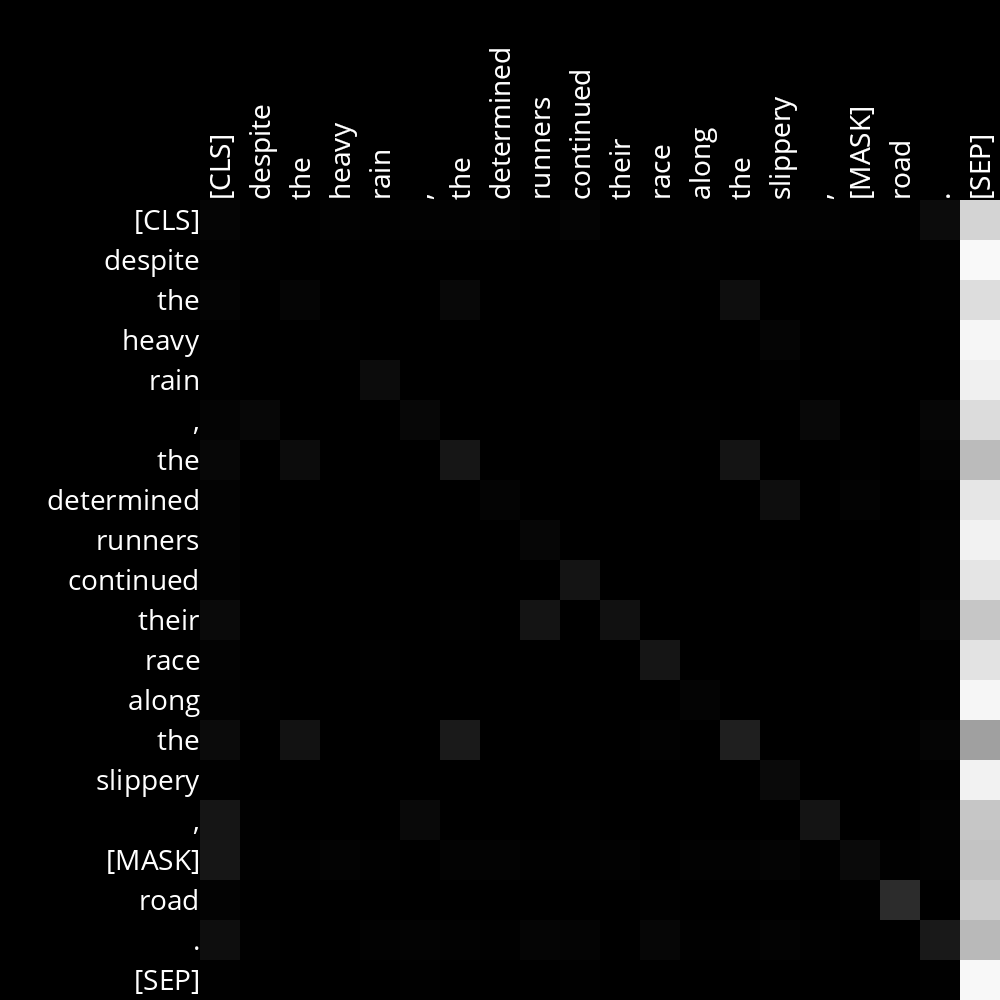 [CLS] despite the heavy rain , the determined runners continued their race along the slippery , [MASK] road . [SEP]
[CLS]
despite
the
heavy
rain
,
the
determined
runners
continued
their
race
along
the
slippery
,
[MASK]
road
.
[SEP]